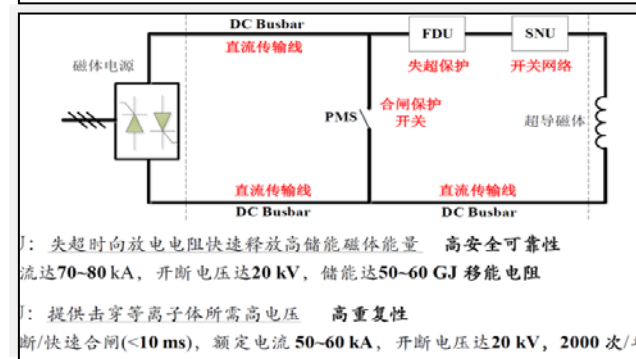 DC Busbar
直流传输线
FDU
SNU
失超保护
开关网络
磁体电源
PMS
合闸保护
开关
超导磁体
直流传输线
直流传输线
DC Busbar
DC Busbar
失超时向放电电阻快速释放高储能磁体能量 高安全可靠性
流达70~80 kA，开断电压达20 kV，储能达50~60 GJ 移能电阻
提供击穿等离子体所需高电压 高重复性
断/快速合闸(<10 ms)，额定电流 50~60 kA，开断电压达20 kV，2000 次/